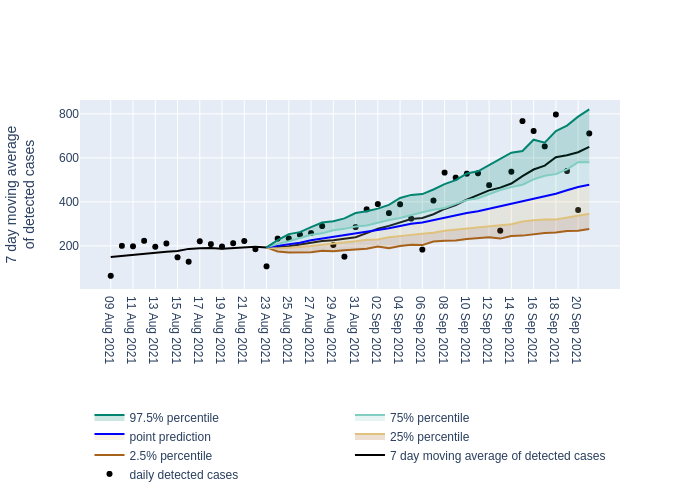 7 day moving average
of detected cases
800
600
400
200
09 Aug 2021
11 Aug 2021
13 Aug 2021
15 Aug 2021
17 Aug 2021
19 Aug 2021
21 Aug 2021
23 Aug 2021
25 Aug 2021
27 Aug 2021
29 Aug 2021
31 Aug 2021
02 Sep 2021
04 Sep 2021
06 Sep 2021
08 Sep 2021
10 Sep 2021
12 Sep 2021
14 Sep 2021
16 Sep 2021
18 Sep 2021
20 Sep 2021
97.5% percentile
75% percentile
point prediction
25% percentile
2.5% percentile
7 day moving average of detected cases
daily detected cases